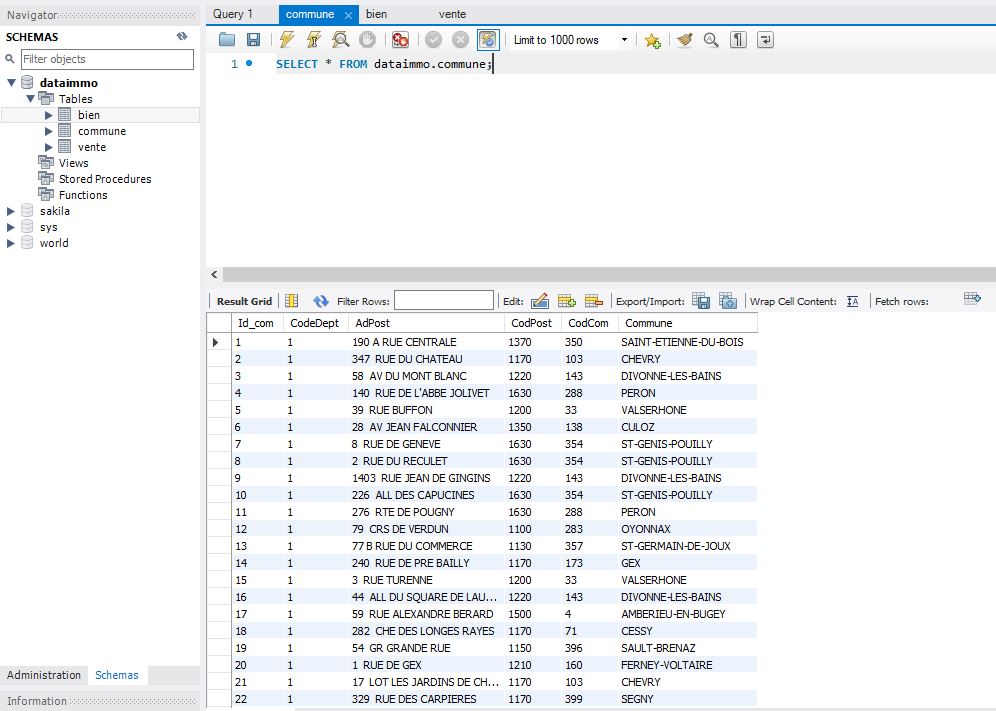 Navigator
SCHEMAS
Filter objects
dataimmo
Tables
bien
commune
vente
Views
Stored Procedures
Functions
sakila
sys
world
Administration Schemas
Information
Query 1 commune bien vente
Limit to 1000 rows
1 SELECT * FROM dataimmo.commune;
Result Grid Filter Rows: Edit: Export/Import: Wrap Cell Content: Fetch rows:
Id_com CodeDept AdPost CodPost CodCom Commune
1 1 190 A RUE CENTRALE 1370 350 SAINT-ETIENNE-DU-BOIS
2 1 347 RUE DU CHATEAU 1170 103 CHEVRY
3 1 58 AV DU MONT BLANC 1220 143 DIVONNE-LES-BAINS
4 1 140 RUE DE L'ABBE JOLIVET 1630 288 PERON
5 1 39 RUE BUFFON 1200 33 VALSERHONE
6 1 28 AV JEAN FALCONNIER 1350 138 CULOZ
7 1 8 RUE DE GENEVE 1630 354 ST-GENIS-POUILLY
8 1 2 RUE DU RECULET 1630 354 ST-GENIS-POUILLY
9 1 1403 RUE JEAN DE GINGINS 1220 143 DIVONNE-LES-BAINS
10 1 226 ALL DES CAPUCINES 1630 354 ST-GENIS-POUILLY
11 1 276 RTE DE POUGNY 1630 288 PERON
12 1 79 CRS DE VERDUN 1100 283 OYONNAX
13 1 77 B RUE DU COMMERCE 1130 357 ST-GERMAIN-DE-JOUX
14 1 240 RUE DE PRE BAILLY 1170 173 GEX
15 1 3 RUE TURENNE 1200 33 VALSERHONE
16 1 44 ALL DU SQUARE DE LAU... 1220 143 DIVONNE-LES-BAINS
17 1 59 RUE ALEXANDRE BERARD 1500 4 AMBERIEU-EN-BUGEY
18 1 282 CHE DES LONGES RAYES 1170 71 CESSY
19 1 54 GR GRANDE RUE 1150 396 SAULT-BRENAZ
20 1 1 RUE DE GEX 1210 160 FERNEY-VOLTAIRE
21 1 17 LOT LES JARDINS DE CH... 1170 103 CHEVRY
22 1 329 RUE DES CARPIERES 1170 399 SEGNY